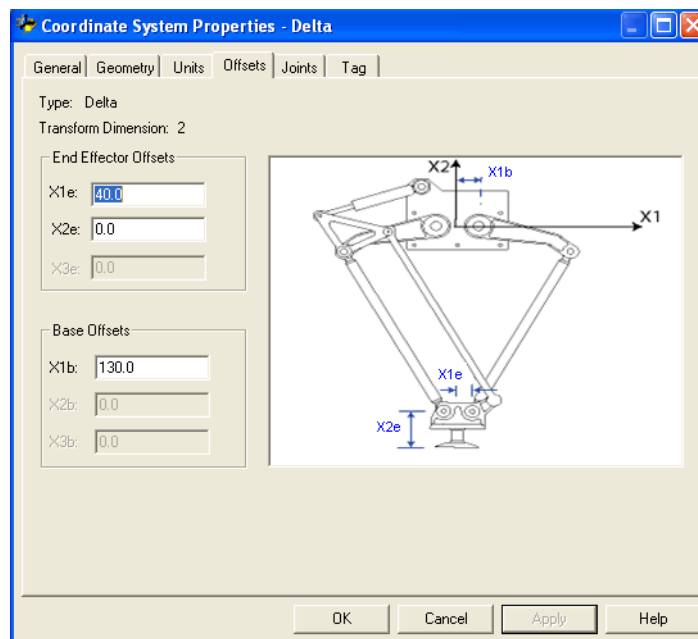 Coordinate System Properties - Delta
General Geometry Units Offsets Joints Tag
Type: Delta
Transform Dimension: 2
End Effector Offsets
X1e: 40.0
X2e: 0.0
X3e: 0.0
Base Offsets
X1b: 130.0
X2b: 0.0
X3b: 0.0
X2
X1b
X1
X1e
X2e
OK Cancel Apply Help